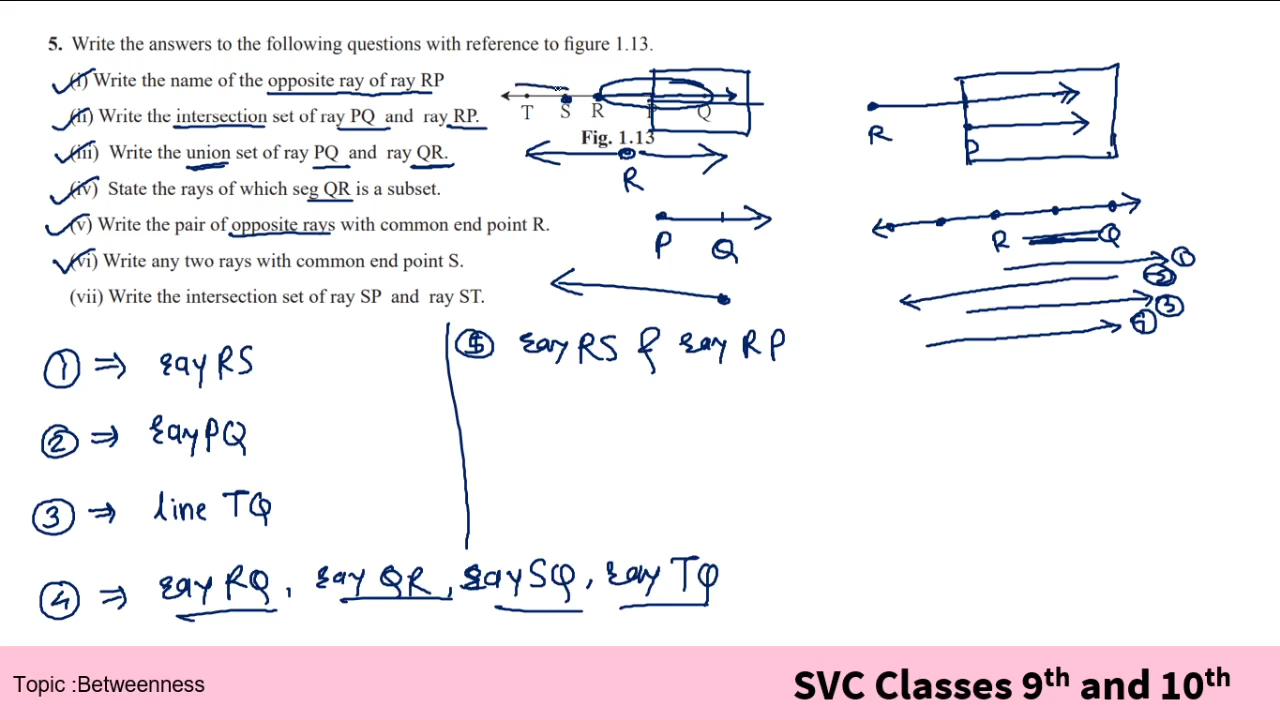 5. Write the answers to the following questions with reference to figure 1.13.
(i) Write the name of the opposite ray of ray RP
(ii) Write the intersection set of ray PQ and ray RP.
(iii) Write the union set of ray PQ and ray QR.
(iv) State the rays of which seg QR is a subset.
(v) Write the pair of opposite rays with common end point R.
(vi) Write any two rays with common end point S.
(vii) Write the intersection set of ray SP and ray ST.
T S R P Q
Fig. 1.13
R
P Q
R P
R Q
1
2
3
4
1 ⇒ ray RS
2 ⇒ ray PQ
3 ⇒ line TQ
4 ⇒ ray RQ, ray QR, ray SQ, ray TQ
5 ray RS & ray RP
Topic :Betweenness
SVC Classes 9th and 10th